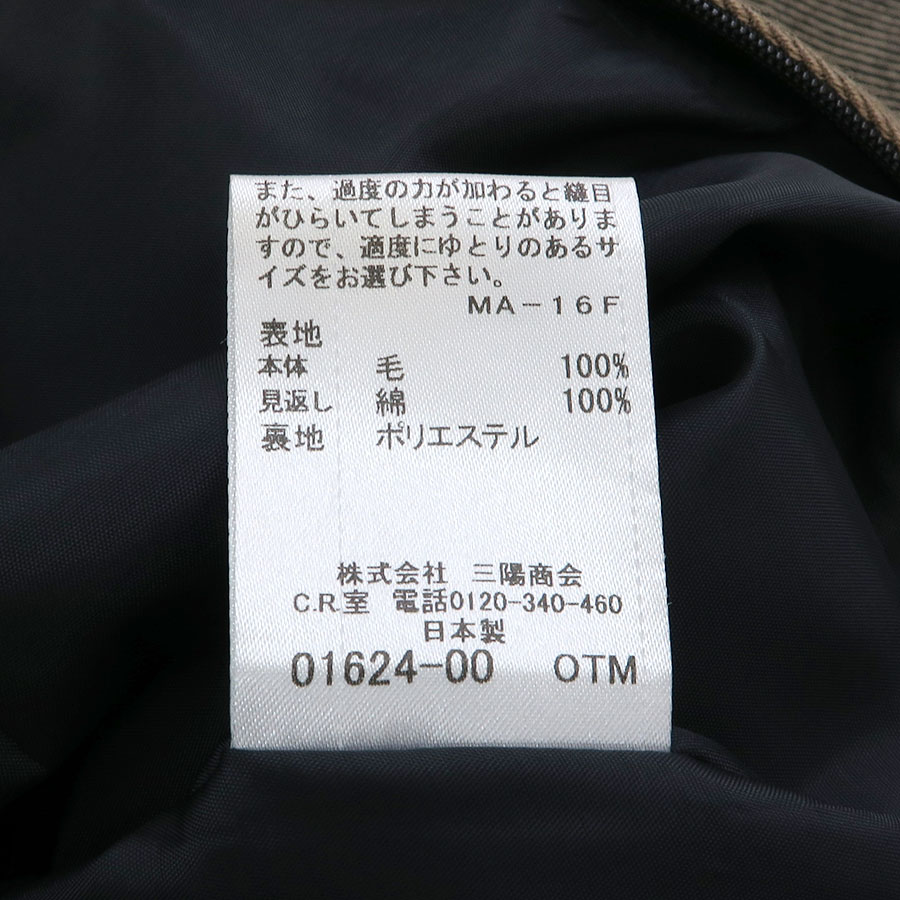 また、過度の力が加わると縫目
がひらいてしまうことがありま
すので、適度にゆとりのあるサ
イズをお選び下さい。
MA-16F
表地
本体 毛 100%
見返し 綿 100%
裏地 ポリエステル
株式会社 三陽商会
C.R.室 電話0120-340-460
日本製
01624-00 OTM